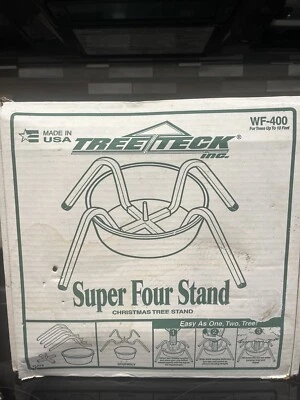 MADE IN
USA
WF-400
For Trees Up To 10 Feet
TREE TECK®
inc.
Super Four Stand
CHRISTMAS TREE STAND
Easy As One, Two, Tree!